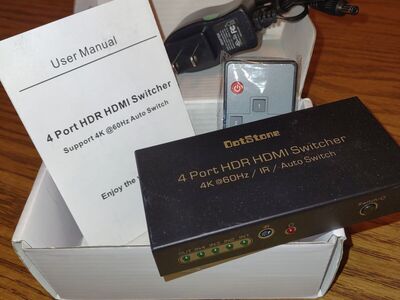 User Manual
4 Port HDR HDMI Switcher
Support 4K @60Hz Auto Switch
Enjoy the
DotStone
4 Port HDR HDMI Switcher
4K@60Hz / IR / Auto Switch